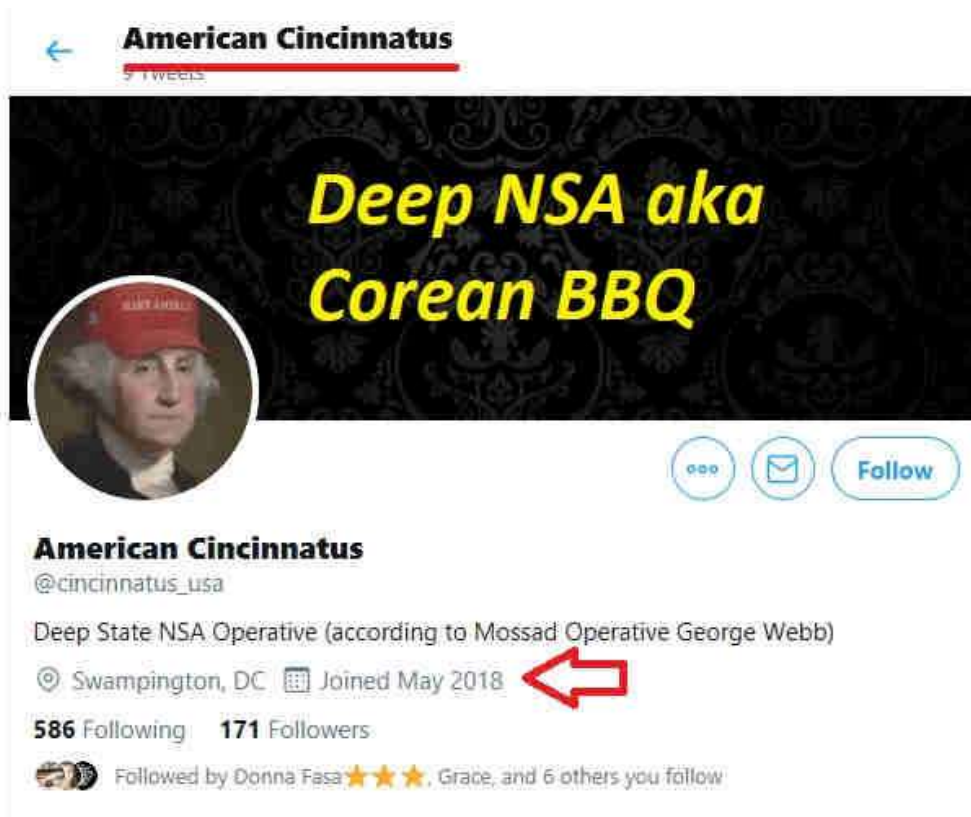 American Cincinnatus
9 Tweets
Deep NSA aka
Corean BBQ
Follow
American Cincinnatus
@cincinnatus_usa
Deep State NSA Operative (according to Mossad Operative George Webb)
Swampington, DC Joined May 2018
586 Following 171 Followers
Followed by Donna Fasa⭐⭐⭐, Grace, and 6 others you follow